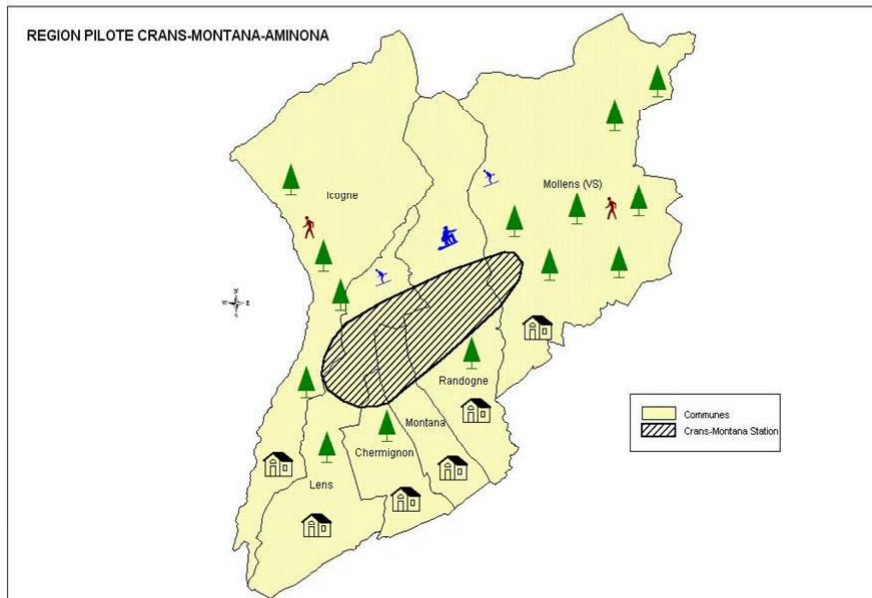 REGION PILOTE CRANS-MONTANA-AMINONA
Icogne
Mollens (VS)
N
W
E
S
Randogne
Montana
Chermignon
Lens
Communes
Crans-Montana Station